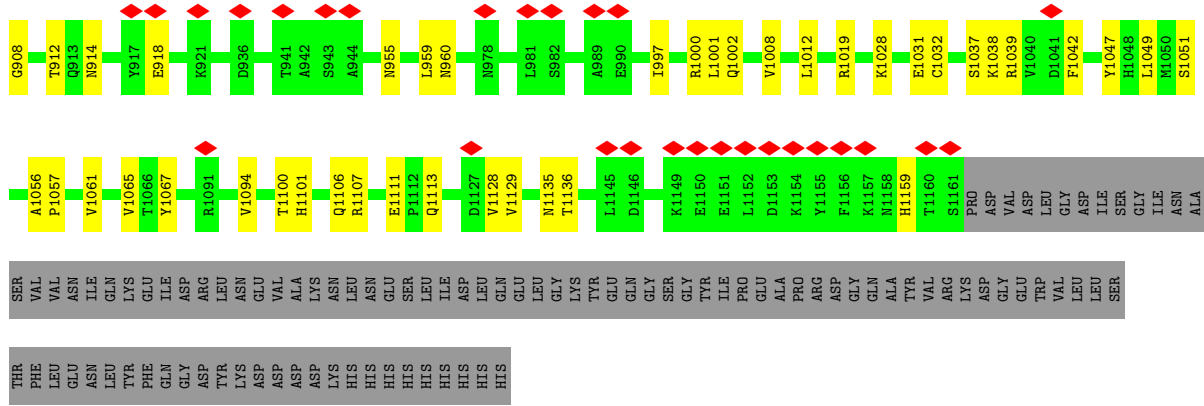 G908 T912 Q913 N914 Y917 E918 K921 D936 T941 A942 S943 A944 N955 L959 N960 N978 L981 S982 A989 E990 I997 R1000 L1001 Q1002 V1008 L1012 R1019 K1028 E1031 C1032 S1037 K1038 R1039 V1040 D1041 F1042 Y1047 H1048 L1049 M1050 S1051
A1056 P1057 V1061 V1065 T1066 Y1067 R1091 V1094 T1100 H1101 Q1106 R1107 E1111 P1112 Q1113 D1127 V1128 V1129 N1135 T1136 L1145 D1146 K1149 E1150 E1151 L1152 D1153 K1154 Y1155 F1156 K1157 N1158 H1159 T1160 S1161 PRO ASP VAL ASP LEU GLY ASP ILE SER GLY ILE ASN ALA
SER VAL VAL ASN ILE GLN LYS GLU ILE ASP ARG LEU ASN GLU VAL ALA LYS ASN LEU ASN GLU SER LEU ILE ASP LEU GLN GLU LEU GLY LYS TYR GLU GLN GLY SER GLY TYR ILE PRO GLU ALA PRO ARG ASP GLY GLN ALA TYR VAL ARG LYS ASP GLY GLU TRP VAL LEU LEU SER
THR PHE LEU GLU ASN LEU TYR PHE GLN GLY ASP TYR LYS ASP ASP ASP ASP LYS HIS HIS HIS HIS HIS HIS HIS HIS HIS